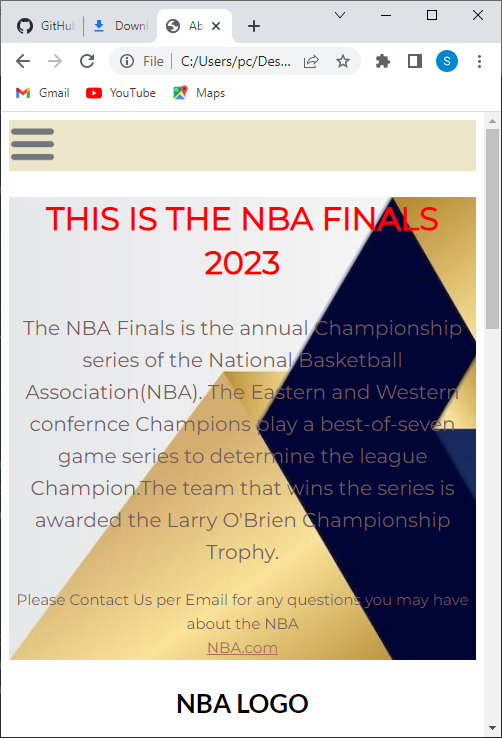 GitHub
Downl
Ab
File
C:/Users/pc/Des...
S
Gmail
YouTube
Maps
THIS IS THE NBA FINALS
2023
The NBA Finals is the annual Championship
series of the National Basketball
Association(NBA). The Eastern and Western
confernce Champions play a best-of-seven
game series to determine the league
Champion.The team that wins the series is
awarded the Larry O'Brien Championship
Trophy.
Please Contact Us per Email for any questions you may have
about the NBA
NBA.com
NBA LOGO